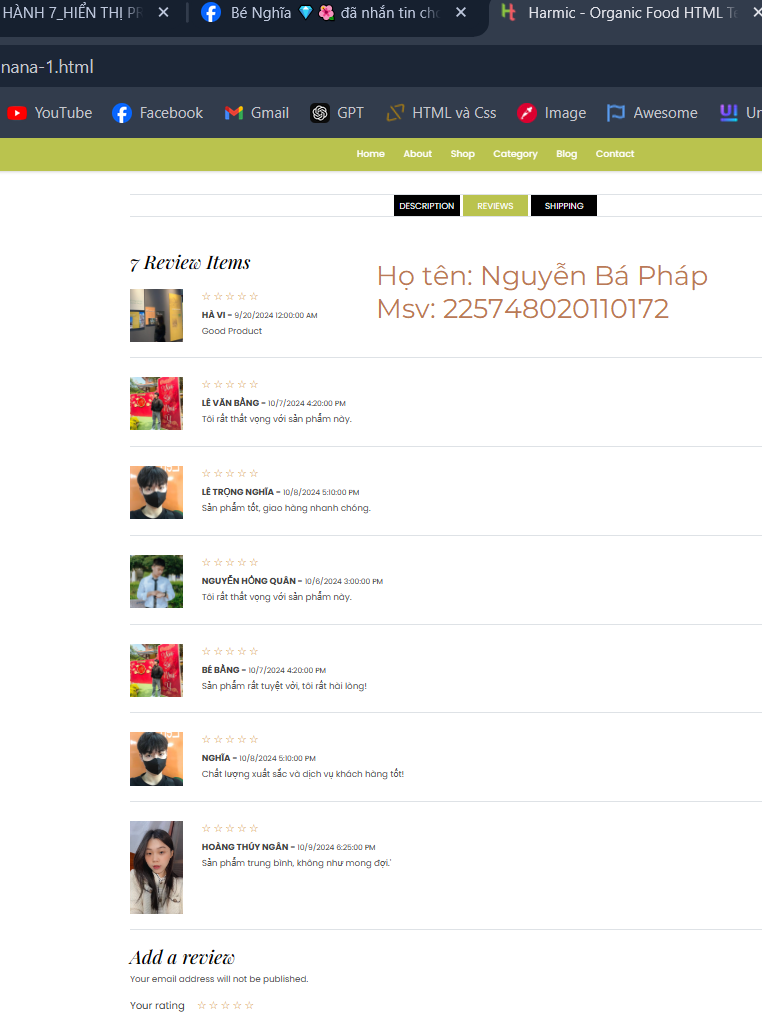 HÀNH 7_HIỂN THỊ
Bé Nghĩa 💎 🌺 đã nhắn tin
Harmic - Organic Food HTML
nana-1.html
YouTube
Facebook
Gmail
GPT
HTML và Css
Image
Awesome
Home About Shop Category Blog Contact
DESCRIPTION REVIEWS SHIPPING
7 Review Items
Họ tên: Nguyễn Bá Pháp
Msv: 225748020110172
HÀ VI - 9/20/2024 12:00:00 AM
Good Product
LÊ VĂN BẰNG - 10/7/2024 4:20:00 PM
Tôi rất thất vọng với sản phẩm này.
LÊ TRỌNG NGHĨA - 10/8/2024 5:10:00 PM
Sản phẩm tốt, giao hàng nhanh chóng.
NGUYỄN HỒNG QUÂN - 10/6/2024 3:00:00 PM
Tôi rất thất vọng với sản phẩm này.
BÉ BẰNG - 10/7/2024 4:20:00 PM
Sản phẩm rất tuyệt vời, tôi rất hài lòng!
NGHĨA - 10/8/2024 5:10:00 PM
Chất lượng xuất sắc và dịch vụ khách hàng tốt!
HOÀNG THÚY NGÂN - 10/9/2024 6:25:00 PM
Sản phẩm trung bình, không như mong đợi.'
Add a review
Your email address will not be published.
Your rating